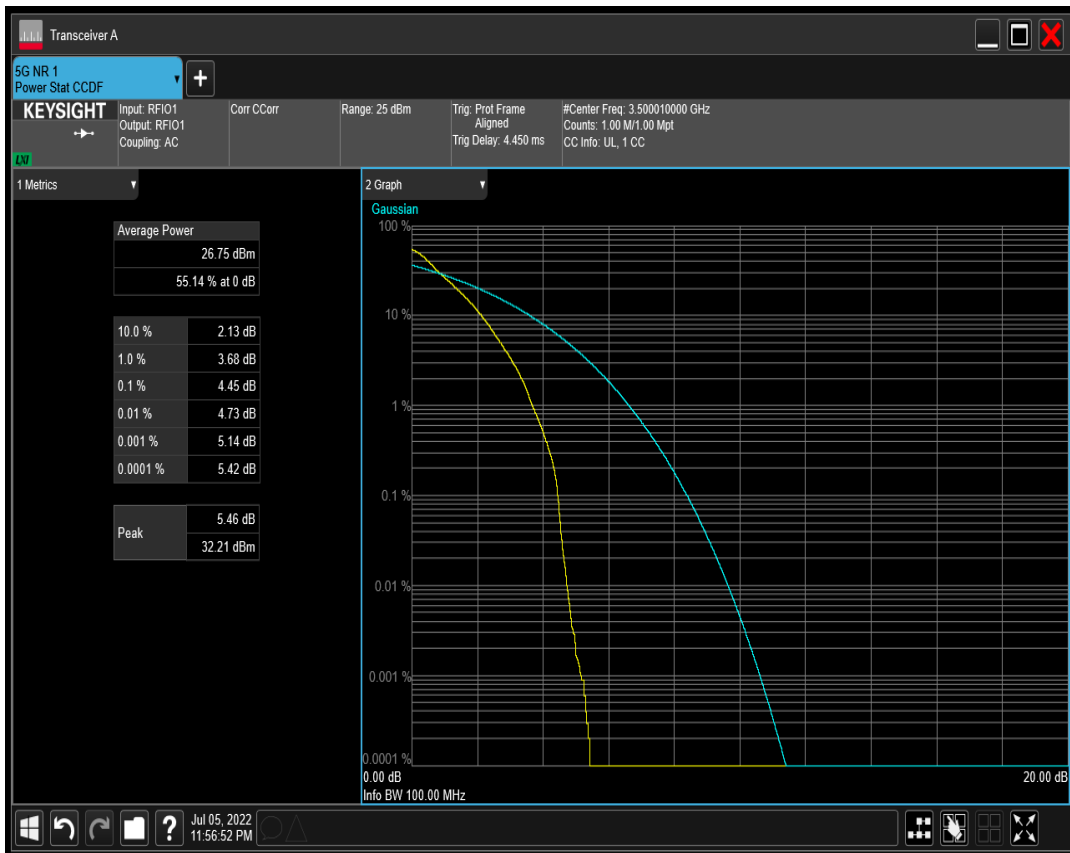 Transceiver A
5G NR 1
Power Stat CCDF
+
KEYSIGHT
LXI
Input: RFIO1
Output: RFIO1
Coupling: AC
Corr CCorr
Range: 25 dBm
Trig: Prot Frame
Aligned
Trig Delay: 4.450 ms
#Center Freq: 3.500010000 GHz
Counts: 1.00 M/1.00 Mpt
CC Info: UL, 1 CC
1 Metrics
Average Power
26.75 dBm
55.14 % at 0 dB
10.0 % 2.13 dB
1.0 % 3.68 dB
0.1 % 4.45 dB
0.01 % 4.73 dB
0.001 % 5.14 dB
0.0001 % 5.42 dB
Peak
5.46 dB
32.21 dBm
2 Graph
Gaussian
100 %
10 %
1 %
0.1 %
0.01 %
0.001 %
0.0001 %
0.00 dB 20.00 dB
Info BW 100.00 MHz
?
Jul 05, 2022
11:56:52 PM